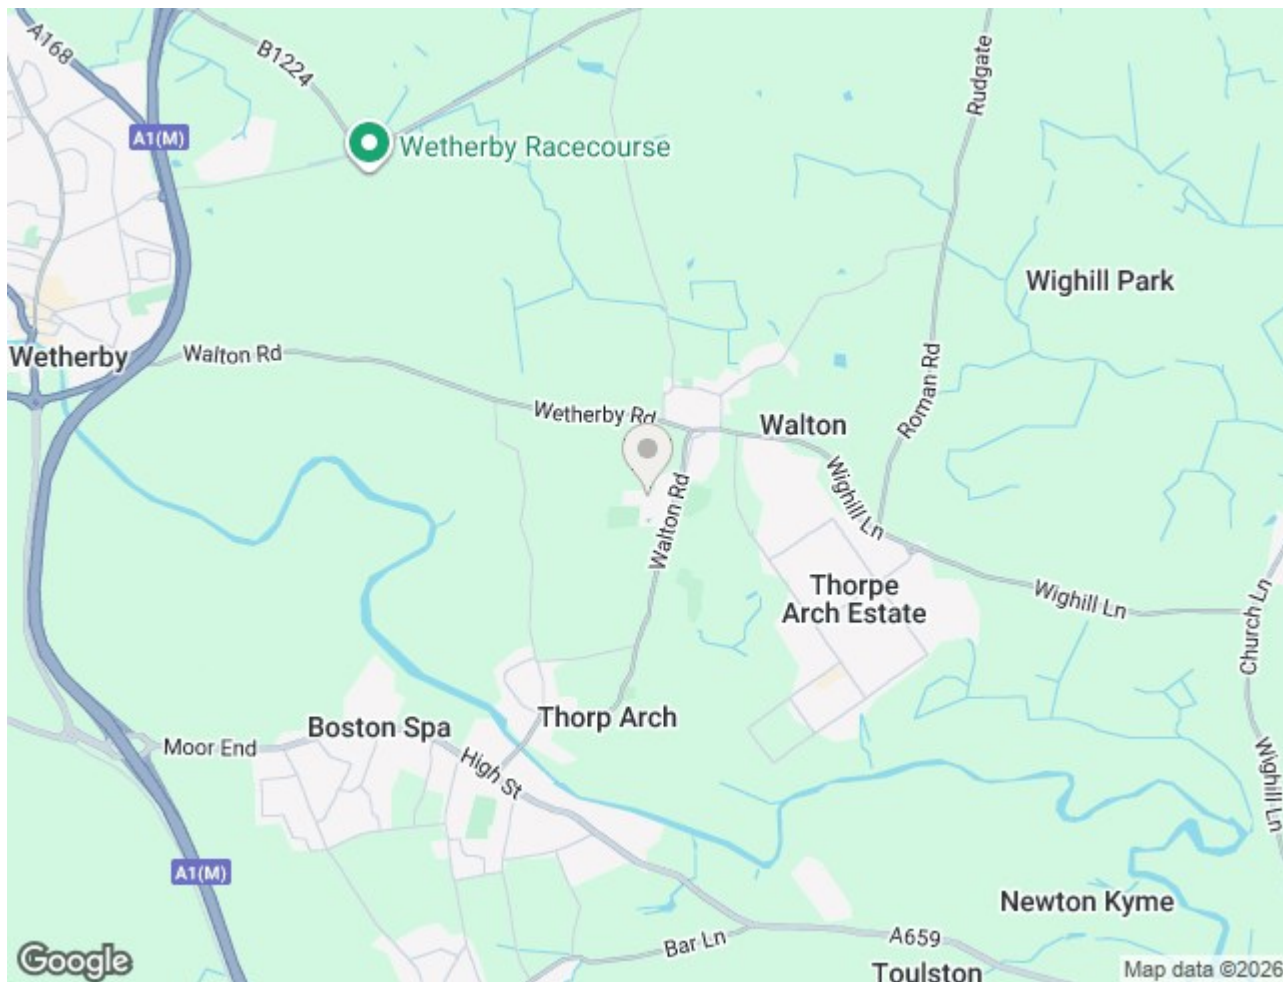 A168
B1224
A1(M)
Wetherby Racecourse
Rudgate
Wighill Park
Wetherby
Walton Rd
Roman Rd
Wetherby Rd
Walton
Wighill Ln
Walton Rd
Thorpe
Arch Estate
Wighill Ln
Church Ln
Thorp Arch
Boston Spa
Moor End
High St
Wighill Ln
A1(M)
Newton Kyme
Bar Ln
A659
Toulston
Google
Map data ©2026